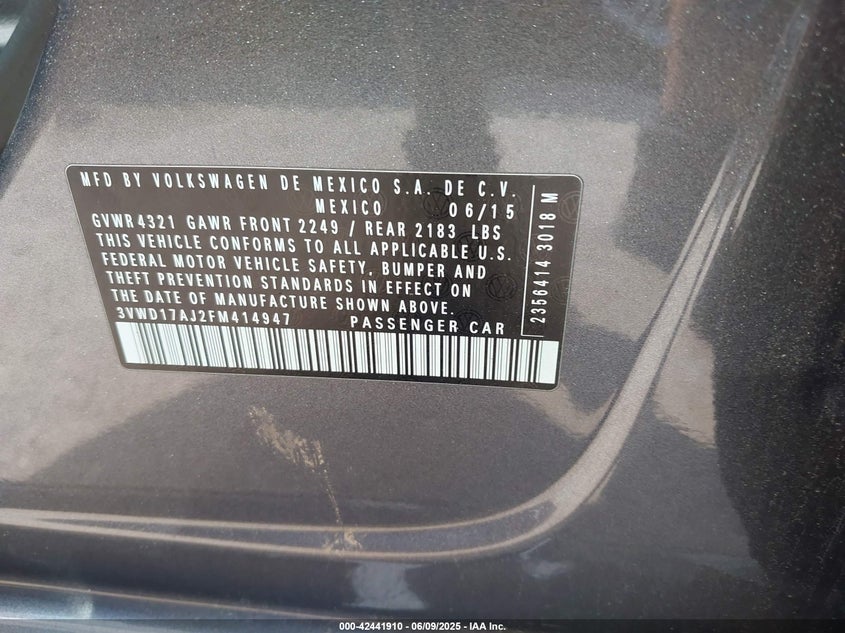 MFD BY VOLKSWAGEN DE MEXICO S.A. DE C.V.
MEXICO 06/15
GVWR 4321 GAWR FRONT 2249 / REAR 2183 LBS
THIS VEHICLE CONFORMS TO ALL APPLICABLE U.S.
FEDERAL MOTOR VEHICLE SAFETY, BUMPER AND
THEFT PREVENTION STANDARDS IN EFFECT ON
THE DATE OF MANUFACTURE SHOWN ABOVE.
3VWD17AJ2FM414947 PASSENGER CAR
2356414 3018 M
000-42441910 - 06/09/2025 - IAA Inc.